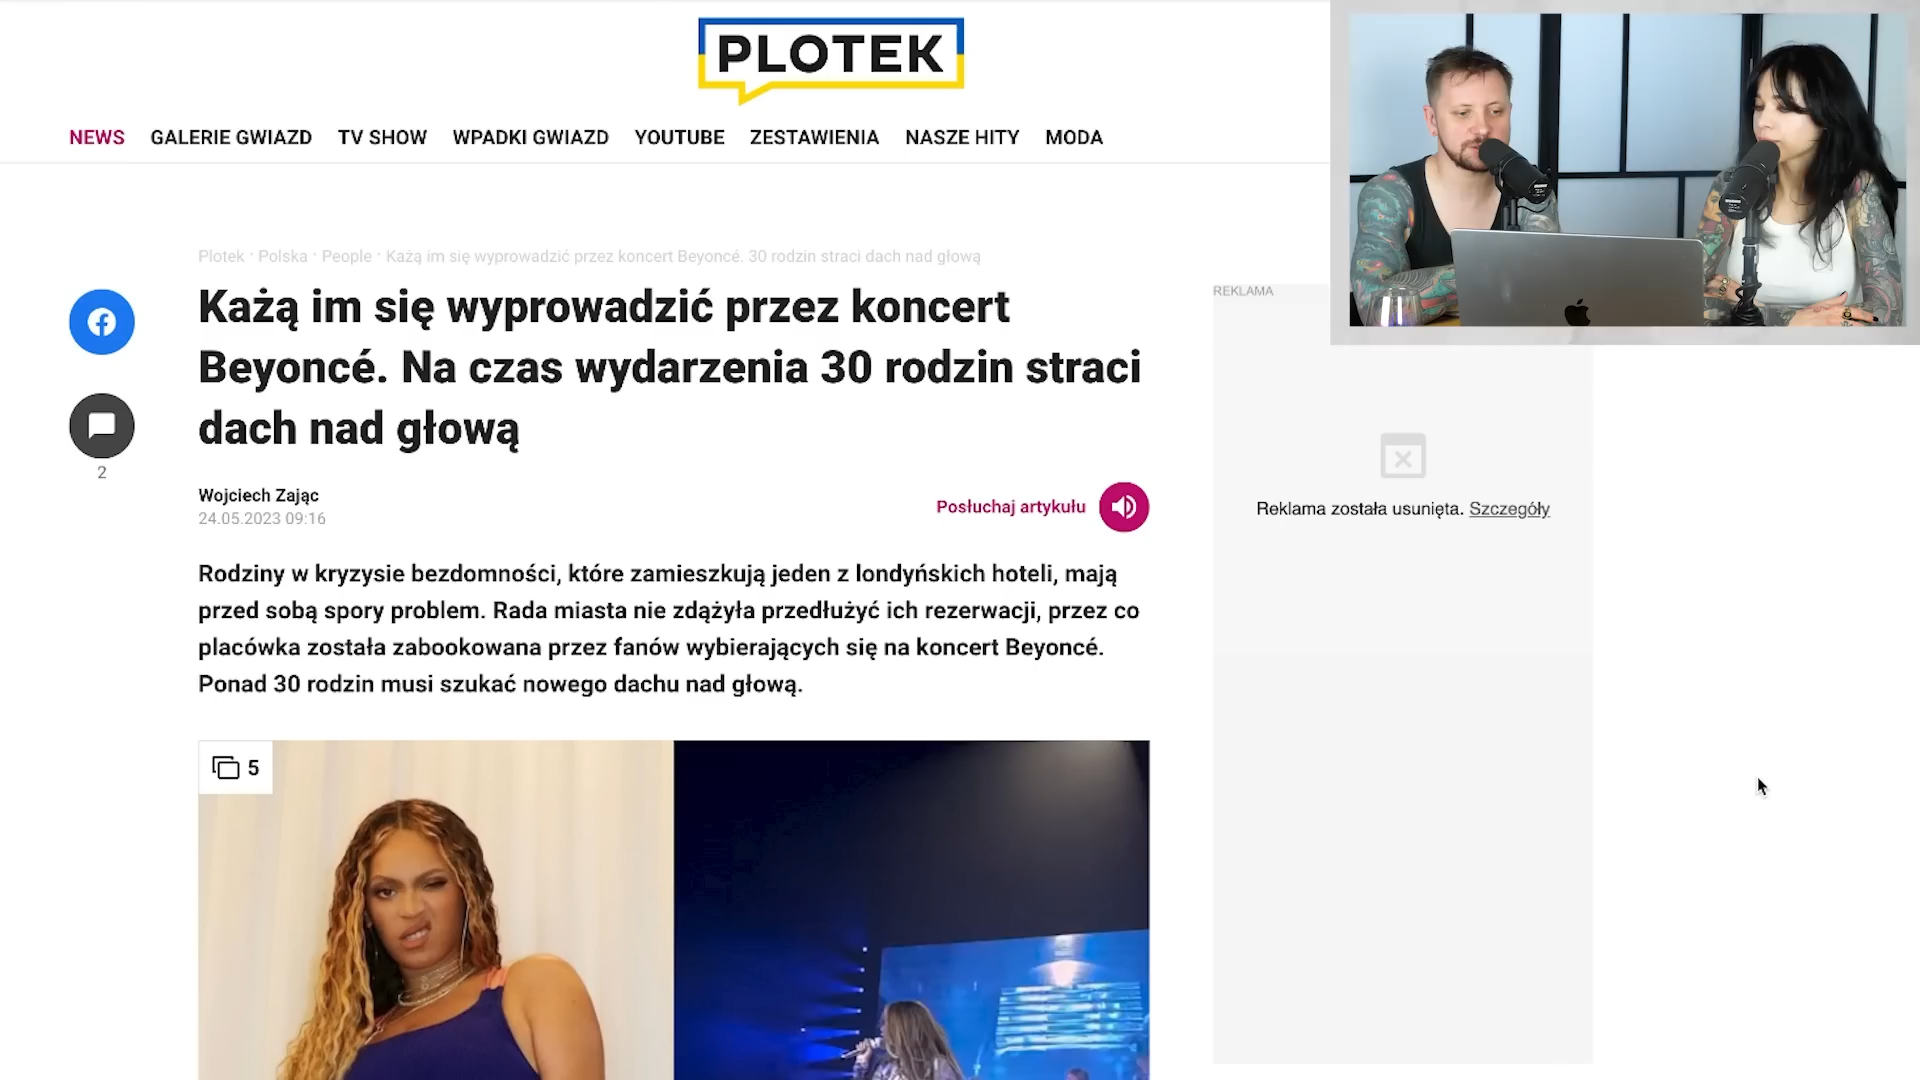 PLOTEK
NEWS GALERIE GWIAZD TV SHOW WPADKI GWIAZD YOUTUBE ZESTAWIENIA NASZE HITY MODA
Plotek · Polska · People · Każą im się wyprowadzić przez koncert Beyoncé. 30 rodzin straci dach nad głową
Każą im się wyprowadzić przez koncert
Beyoncé. Na czas wydarzenia 30 rodzin straci
dach nad głową
2
Wojciech Zając
24.05.2023 09:16
Posłuchaj artykułu
Rodziny w kryzysie bezdomności, które zamieszkują jeden z londyńskich hoteli, mają
przed sobą spory problem. Rada miasta nie zdążyła przedłużyć ich rezerwacji, przez co
placówka została zabookowana przez fanów wybierających się na koncert Beyoncé.
Ponad 30 rodzin musi szukać nowego dachu nad głową.
5
REKLAMA
Reklama została usunięta. Szczegóły